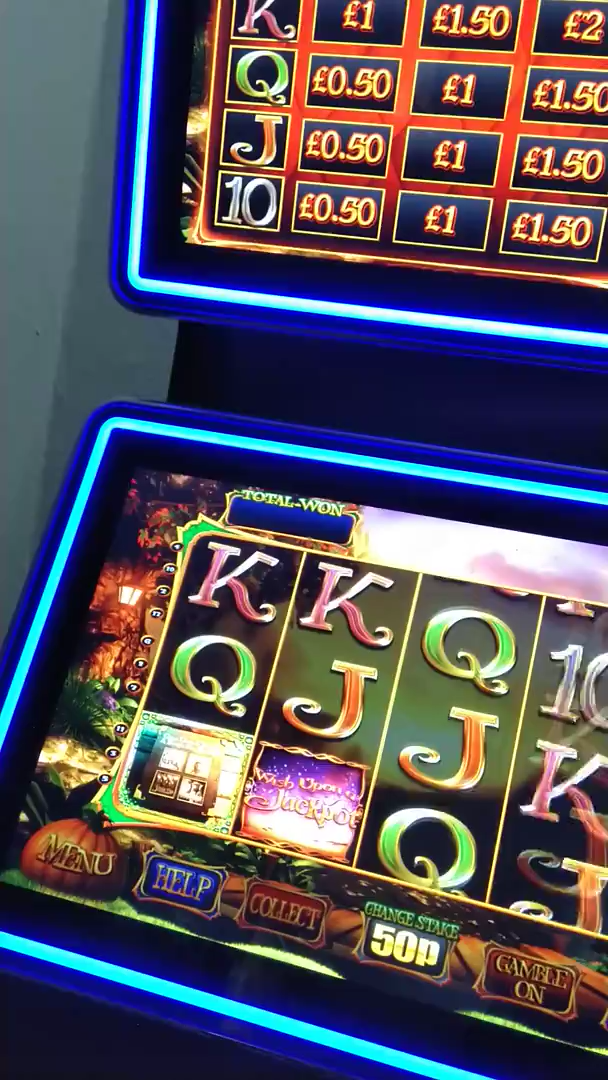 K £1 £1.50 £2
Q £0.50 £1 £1.50
J £0.50 £1 £1.50
10 £0.50 £1 £1.50
TOTAL-WON
K K Q
Q J J 10
Wish Upon a Jackpot
Q K
J
MENU HELP COLLECT CHANGE STAKE 50p GAMBLE ON